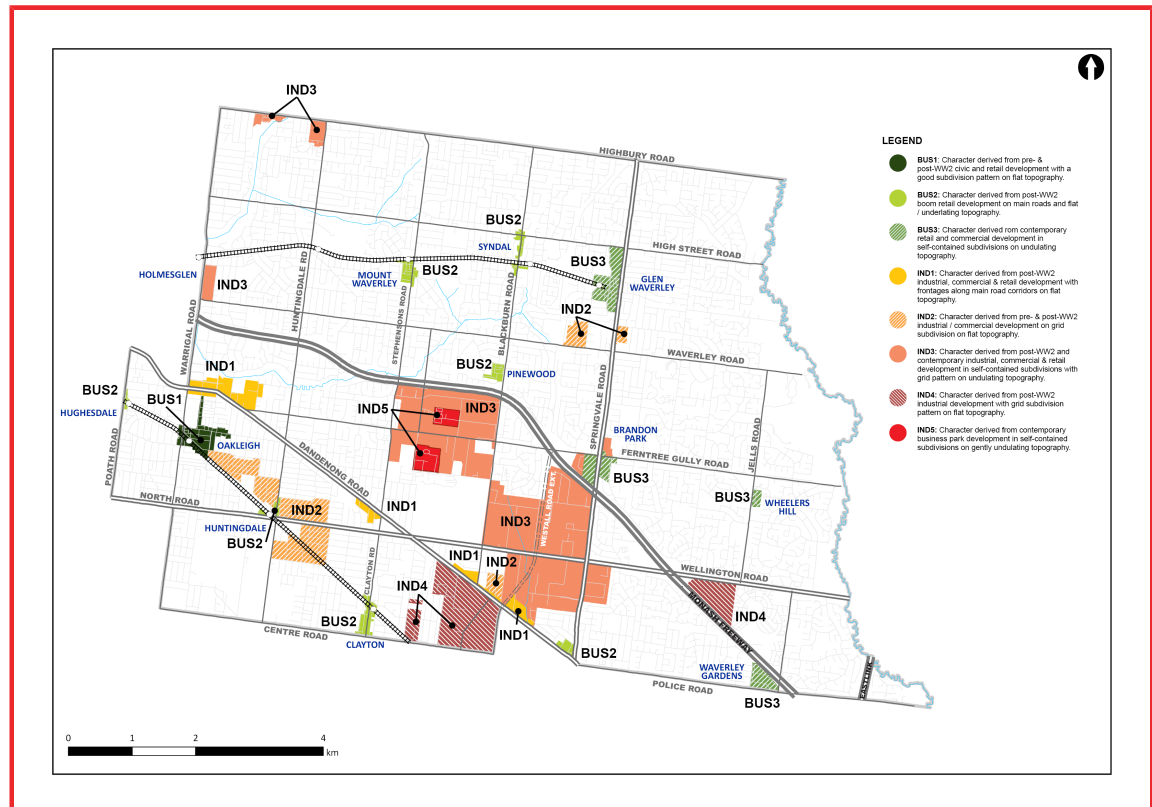 IND3
HIGHBURY ROAD
LEGEND
BUS1: Character derived from pre- &
post-WW2 civic and retail development with a
good subdivision pattern on flat topography.
BUS2: Character derived from post-WW2
boom retail development on main roads and flat
/ underlating topography.
BUS3: Character derived rom contemporary
retail and commercial development in
self-contained subdivisions on undulating
topography.
IND1: Character derived from post-WW2
industrial, commercial & retail development with
frontages along main road corridors on flat
topography.
IND2: Character derived from pre- & post-WW2
industrial / commercial development on grid
subdivision on flat topography.
IND3: Character derived from post-WW2 and
contemporary industrial, commercial & retail
development in self-contained subdivisions with
grid pattern on undulating topography.
IND4: Character derived from post-WW2
industrial development with grid subdivision
pattern on flat topography.
IND5: Character derived from contemporary
business park development in self-contained
subdivisions on gently undulating topography.
BUS2
SYNDAL
HIGH STREET ROAD
BUS3
HOLMESGLEN
IND3
HUNTINGDALE RD
MOUNT
WAVERLEY
BUS2
GLEN
WAVERLEY
STEPHENSONS ROAD
BLACKBURN ROAD
IND2
WARRIGAL ROAD
WAVERLEY ROAD
IND1
BUS2
PINEWOOD
BUS2
HUGHESDALE
BUS1
OAKLEIGH
IND5
IND3
SPRINGVALE ROAD
BRANDON
PARK
JELLS ROAD
POATH ROAD
DANDENONG ROAD
FERNTREE GULLY ROAD
BUS3
BUS3
WHEELERS
HILL
NORTH ROAD
IND2
IND1
HUNTINGDALE
BUS2
IND3
WESTALL ROAD EXT.
CLAYTON RD
IND1
IND2
WELLINGTON ROAD
IND4
IND4
MONASH FREEWAY
BUS2
CENTRE ROAD
CLAYTON
IND1
BUS2
WAVERLEY
GARDENS
POLICE ROAD
BUS3
EASTLINK
0 1 2 4
km